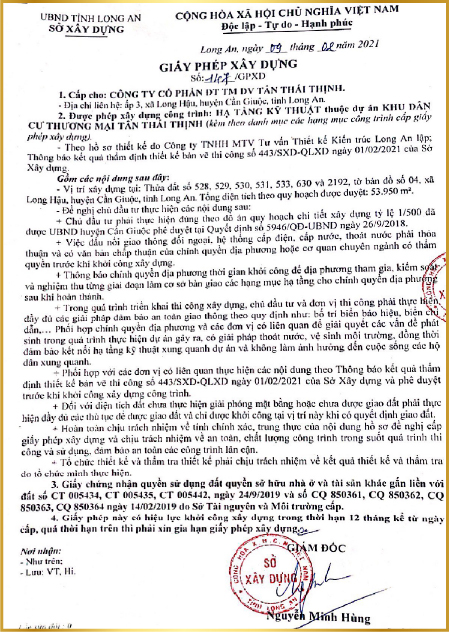 UBND TỈNH LONG AN
SỞ XÂY DỰNG
CỘNG HÒA XÃ HỘI CHỦ NGHĨA VIỆT NAM
Độc lập - Tự do - Hạnh phúc
Long An, ngày 09 tháng 02 năm 2021
GIẤY PHÉP XÂY DỰNG
Số: 147/GPXD
1. Cấp cho: CÔNG TY CỔ PHẦN ĐT TM DV TÂN THÁI THỊNH.
- Địa chỉ liên hệ: ấp 3, xã Long Hậu, huyện Cần Giuộc, tỉnh Long An.
2. Được phép xây dựng công trình: HẠ TẦNG KỸ THUẬT thuộc dự án KHU DÂN
CƯ THƯƠNG MẠI TÂN THÁI THỊNH (kèm theo danh mục các hạng mục công trình cấp giấy
phép xây dựng).
- Theo hồ sơ thiết kế do Công ty TNHH MTV Tư vấn Thiết kế Kiến trúc Long An lập;
Thông báo kết quả thẩm định thiết kế bản vẽ thi công số 443/SXD-QLXD ngày 01/02/2021 của Sở
Xây dựng.
Gồm các nội dung sau đây:
- Vị trí xây dựng tại: Thửa đất số 528, 529, 530, 531, 533, 630 và 2192, tờ bản đồ số 04, xã
Long Hậu, huyện Cần Giuộc, tỉnh Long An. Tổng diện tích theo quy hoạch được duyệt: 53.950 m².
- Đề nghị chủ đầu tư thực hiện các nội dung sau:
+ Chủ đầu tư phải thực hiện đúng theo đồ án quy hoạch chi tiết xây dựng tỷ lệ 1/500 đã
được UBND huyện Cần Giuộc phê duyệt tại Quyết định số 5946/QĐ-UBND ngày 26/9/2018.
+ Việc đấu nối giao thông đối ngoại, hệ thống cấp điện, cấp nước, thoát nước phải thỏa
thuận và có văn bản chấp thuận của chính quyền địa phương hoặc cơ quan chuyên ngành có thẩm
quyền trước khi khởi công xây dựng.
+ Thông báo chính quyền địa phương thời gian khởi công để địa phương tham gia, kiểm soát
và nghiệm thu từng giai đoạn làm cơ sở bàn giao các hạng mục hạ tầng cho chính quyền địa phương
sau khi hoàn thành.
+ Trong quá trình triển khai thi công xây dựng, chủ đầu tư và đơn vị thi công phải thực hiện
đầy đủ các giải pháp đảm bảo an toàn giao thông theo quy định như: bố trí biển báo hiệu, biển chỉ
dẫn,... Phối hợp chính quyền địa phương và các đơn vị có liên quan để giải quyết các vấn đề phát
sinh trong quá trình thực hiện dự án gây ra, có giải pháp thoát nước, vệ sinh môi trường, đồng thời
đảm bảo kết nối hạ tầng kỹ thuật xung quanh dự án và không làm ảnh hưởng đến cuộc sống các hộ
dân xung quanh.
+ Phối hợp với các đơn vị có liên quan thực hiện các nội dung theo Thông báo kết quả thẩm
định thiết kế bản vẽ thi công số 443/SXD-QLXD ngày 01/02/2021 của Sở Xây dựng và phê duyệt
trước khi khởi công xây dựng công trình.
+ Đối với diện tích đất chưa thực hiện giải phóng mặt bằng hoặc chưa được giao đất phải thực
hiện đầy đủ các thủ tục để được giao đất và chỉ được khởi công tại vị trí này khi có quyết định giao đất.
+ Hoàn toàn chịu trách nhiệm về tính chính xác, trung thực của nội dung hồ sơ đề nghị cấp
giấy phép xây dựng và chịu trách nhiệm về an toàn, chất lượng công trình trong suốt quá trình thi
công và sử dụng, đảm bảo an toàn các công trình lân cận.
+ Tổ chức thiết kế và thẩm tra thiết kế phải chịu trách nhiệm về kết quả thiết kế và thẩm tra
do tổ chức mình thực hiện.
3. Giấy chứng nhận quyền sử dụng đất quyền sở hữu nhà ở và tài sản khác gắn liền với
đất số CT 005434, CT 005435, CT 005442, ngày 24/9/2019 và số CQ 850361, CQ 850362, CQ
850363, CQ 850364 ngày 14/02/2019 do Sở Tài nguyên và Môi trường cấp.
4. Giấy phép này có hiệu lực khởi công xây dựng trong thời hạn 12 tháng kể từ ngày
cấp, quá thời hạn trên thì phải xin gia hạn giấy phép xây dựng.
Nơi nhận:
- Như trên;
- Lưu: VT, Hi.
GIÁM ĐỐC
SỞ
XÂY DỰNG
TỈNH LONG AN
Nguyễn Minh Hùng